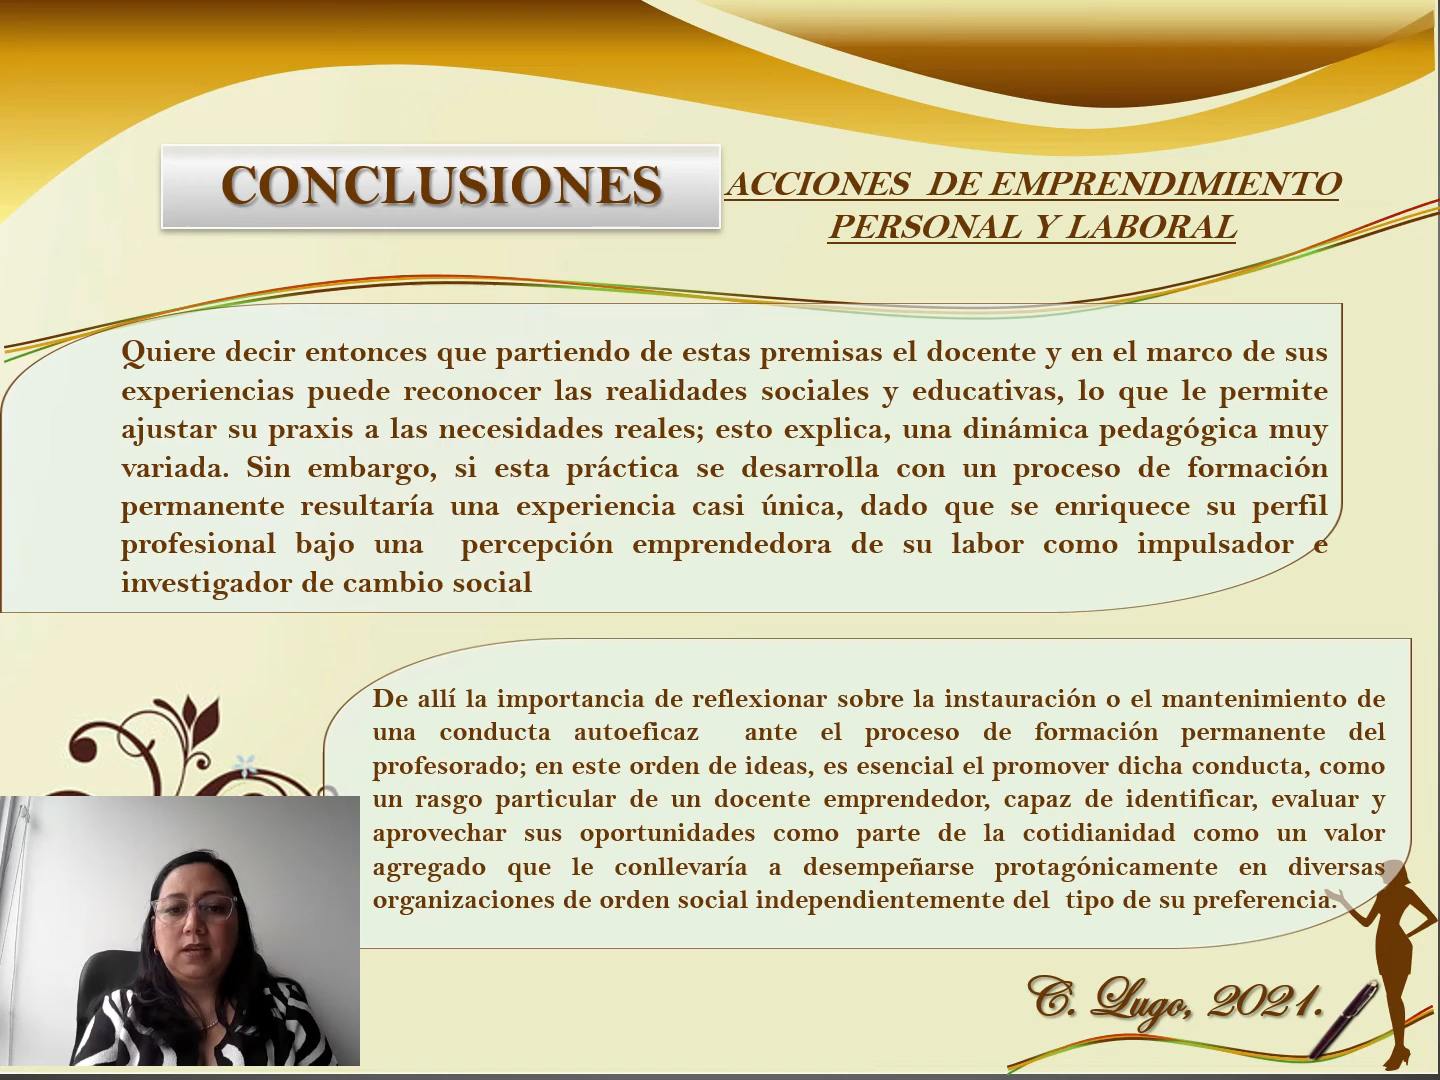 CONCLUSIONES
ACCIONES DE EMPRENDIMIENTO
PERSONAL Y LABORAL
Quiere decir entonces que partiendo de estas premisas el docente y en el marco de sus
experiencias puede reconocer las realidades sociales y educativas, lo que le permite
ajustar su praxis a las necesidades reales; esto explica, una dinámica pedagógica muy
variada. Sin embargo, si esta práctica se desarrolla con un proceso de formación
permanente resultaría una experiencia casi única, dado que se enriquece su perfil
profesional bajo una percepción emprendedora de su labor como impulsador e
investigador de cambio social
De allí la importancia de reflexionar sobre la instauración o el mantenimiento de
una conducta autoeficaz ante el proceso de formación permanente del
profesorado; en este orden de ideas, es esencial el promover dicha conducta, como
un rasgo particular de un docente emprendedor, capaz de identificar, evaluar y
aprovechar sus oportunidades como parte de la cotidianidad como un valor
agregado que le conllevaría a desempeñarse protagónicamente en diversas
organizaciones de orden social independientemente del tipo de su preferencia.
C. Lugo, 2021.